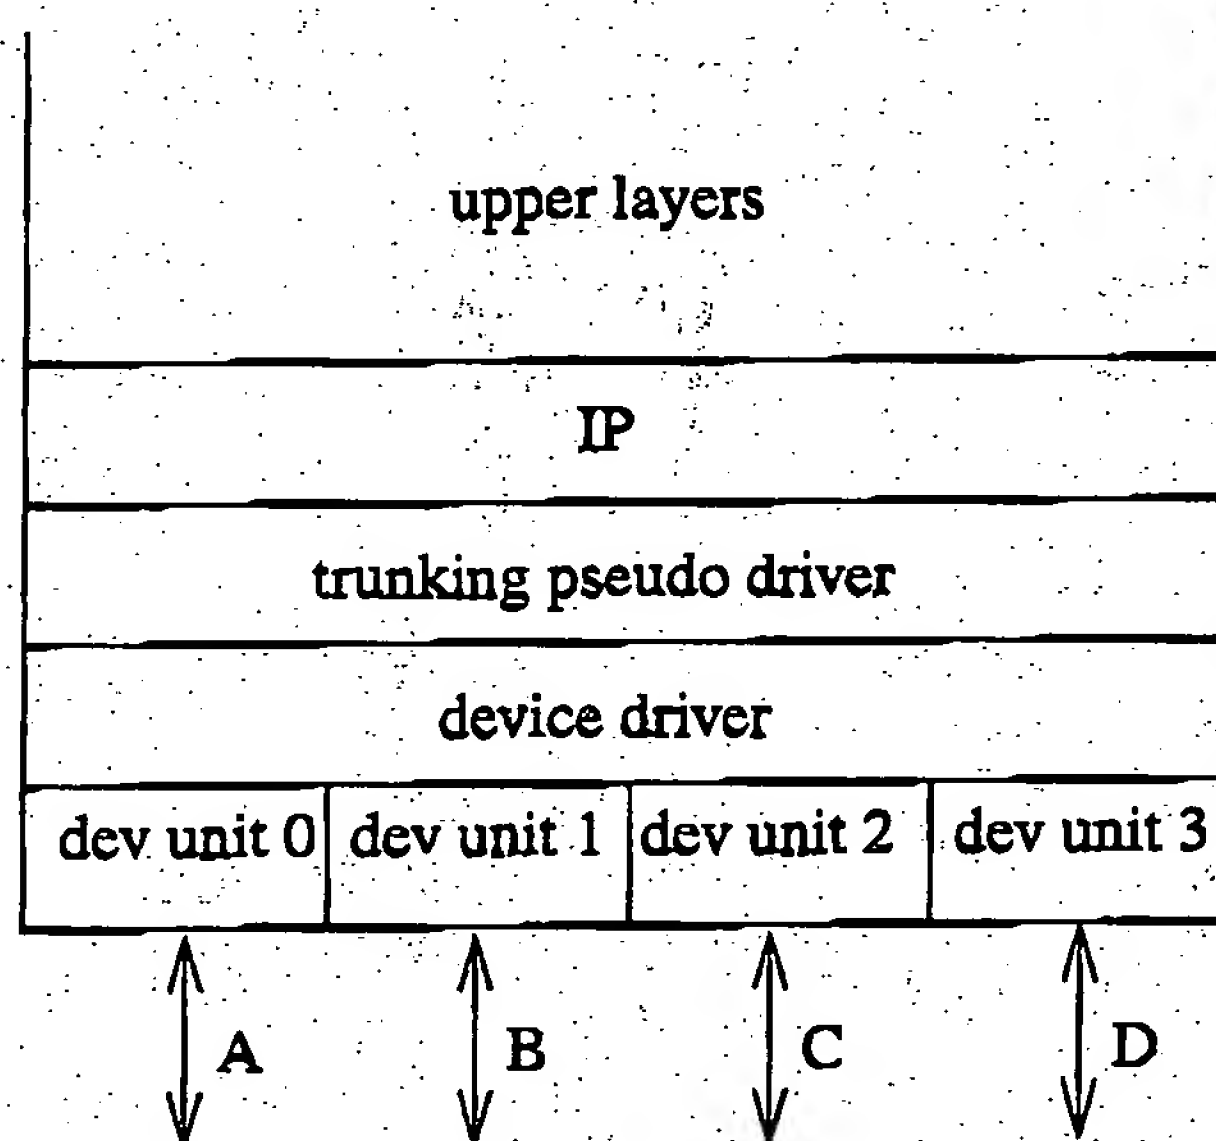 upper layers
IP
trunking pseudo driver
device driver
dev unit 0 dev unit 1 dev unit 2 dev unit 3
A B C D